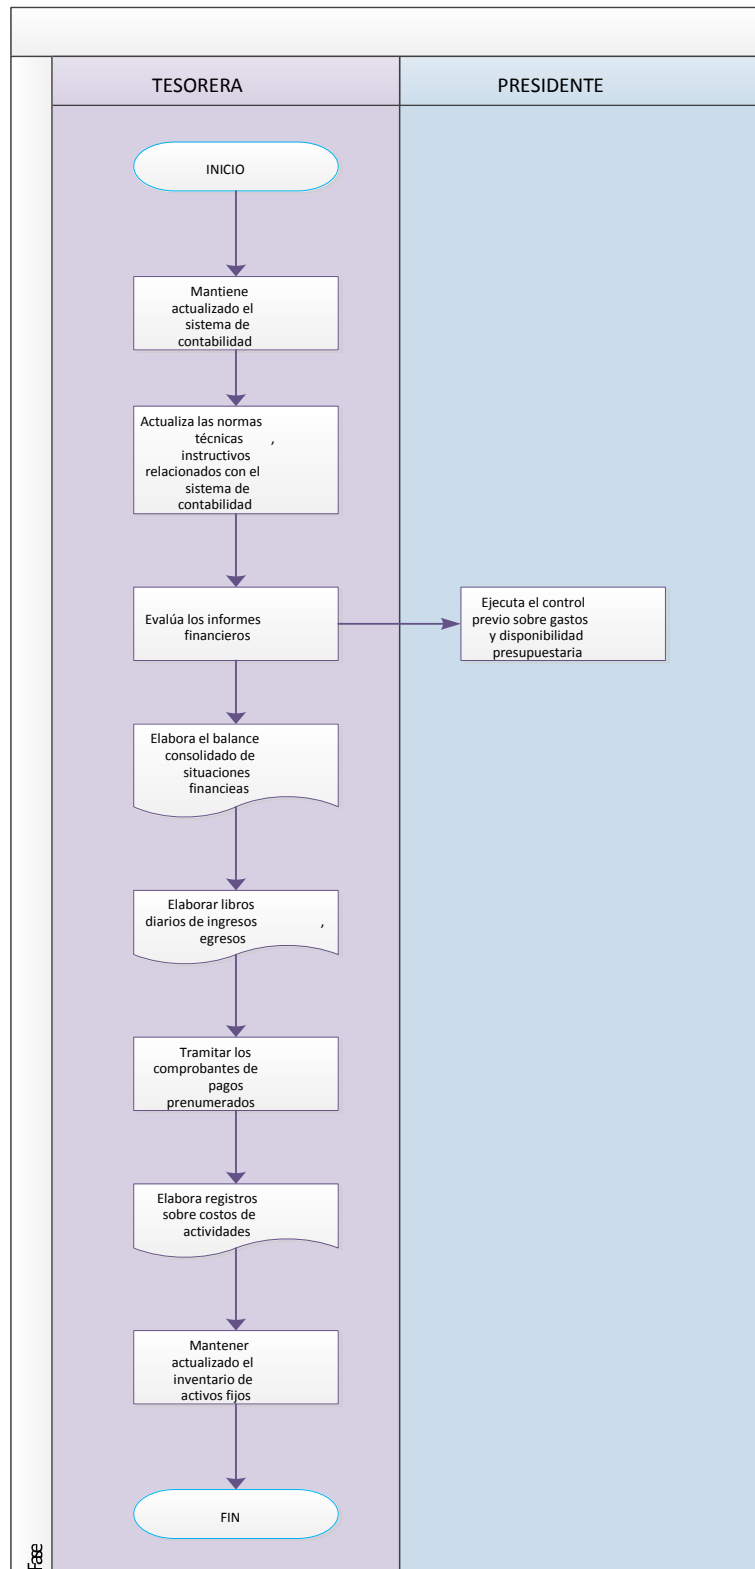 TESORERA
PRESIDENTE
INICIO
Mantiene
actualizado el
sistema de
contabilidad
Actualiza las normas
técnicas ,
instructivos
relacionados con el
sistema de
contabilidad
Evalúa los informes
financieros
Ejecuta el control
previo sobre gastos
y disponibilidad
presupuestaria
Elabora el balance
consolidado de
situaciones
financieas
Elaborar libros
diarios de ingresos ,
egresos
Tramitar los
comprobantes de
pagos
prenumerados
Elabora registros
sobre costos de
actividades
Mantener
actualizado el
inventario de
activos fijos
FIN
Fase